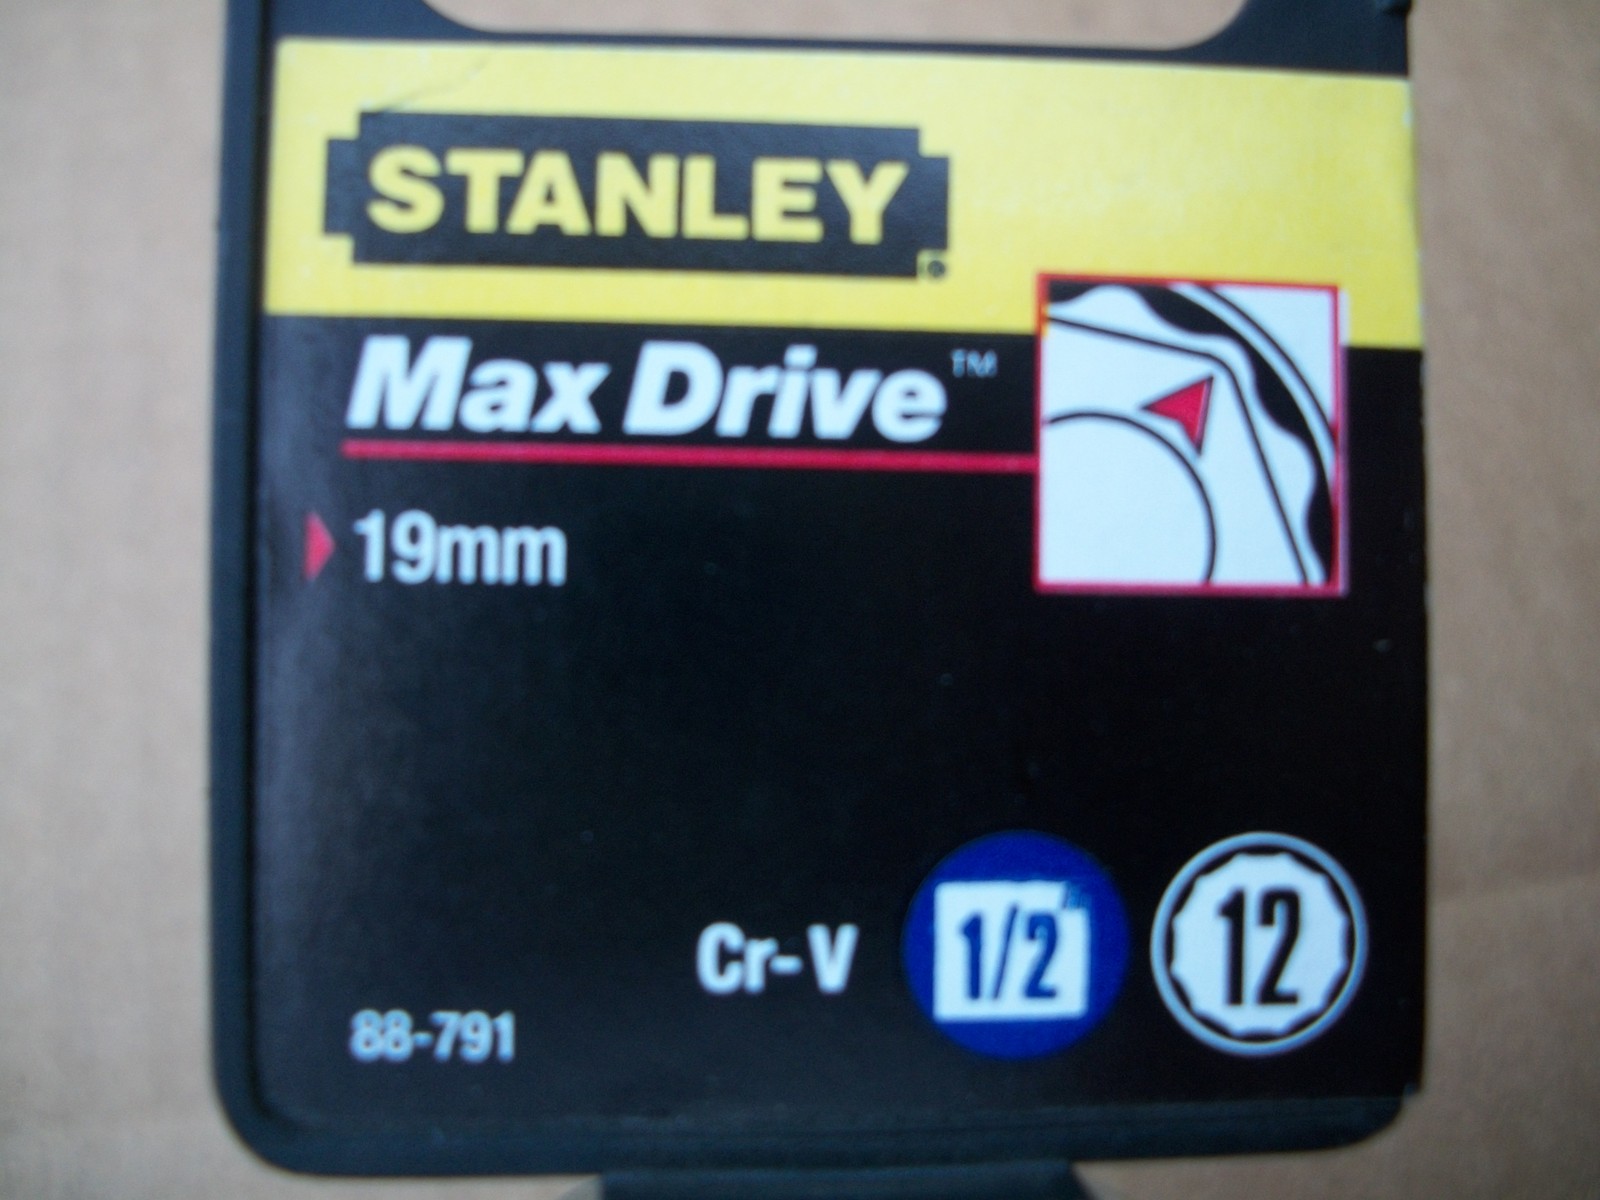 STANLEY®
Max Drive™
19mm
Cr-V
1/2
12
88-791